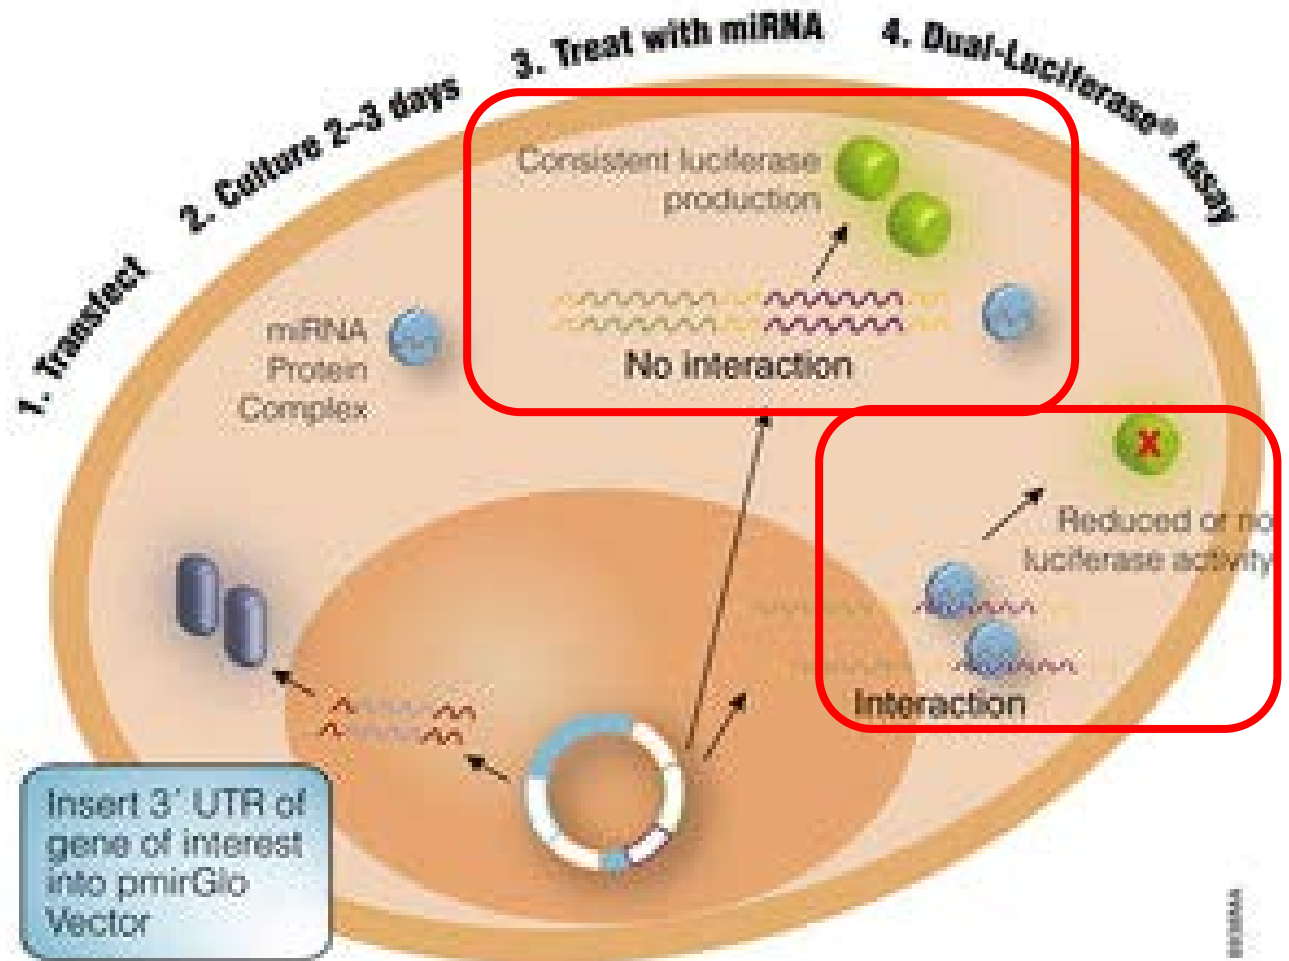 1. Transfect
2. Culture 2–3 days
3. Treat with miRNA
4. Dual-Luciferase® Assay
Consistent luciferase
production
No interaction
miRNA
Protein
Complex
X
Reduced or no
luciferase activity
Interaction
Insert 3´ UTR of
gene of interest
into pmirGlo
Vector